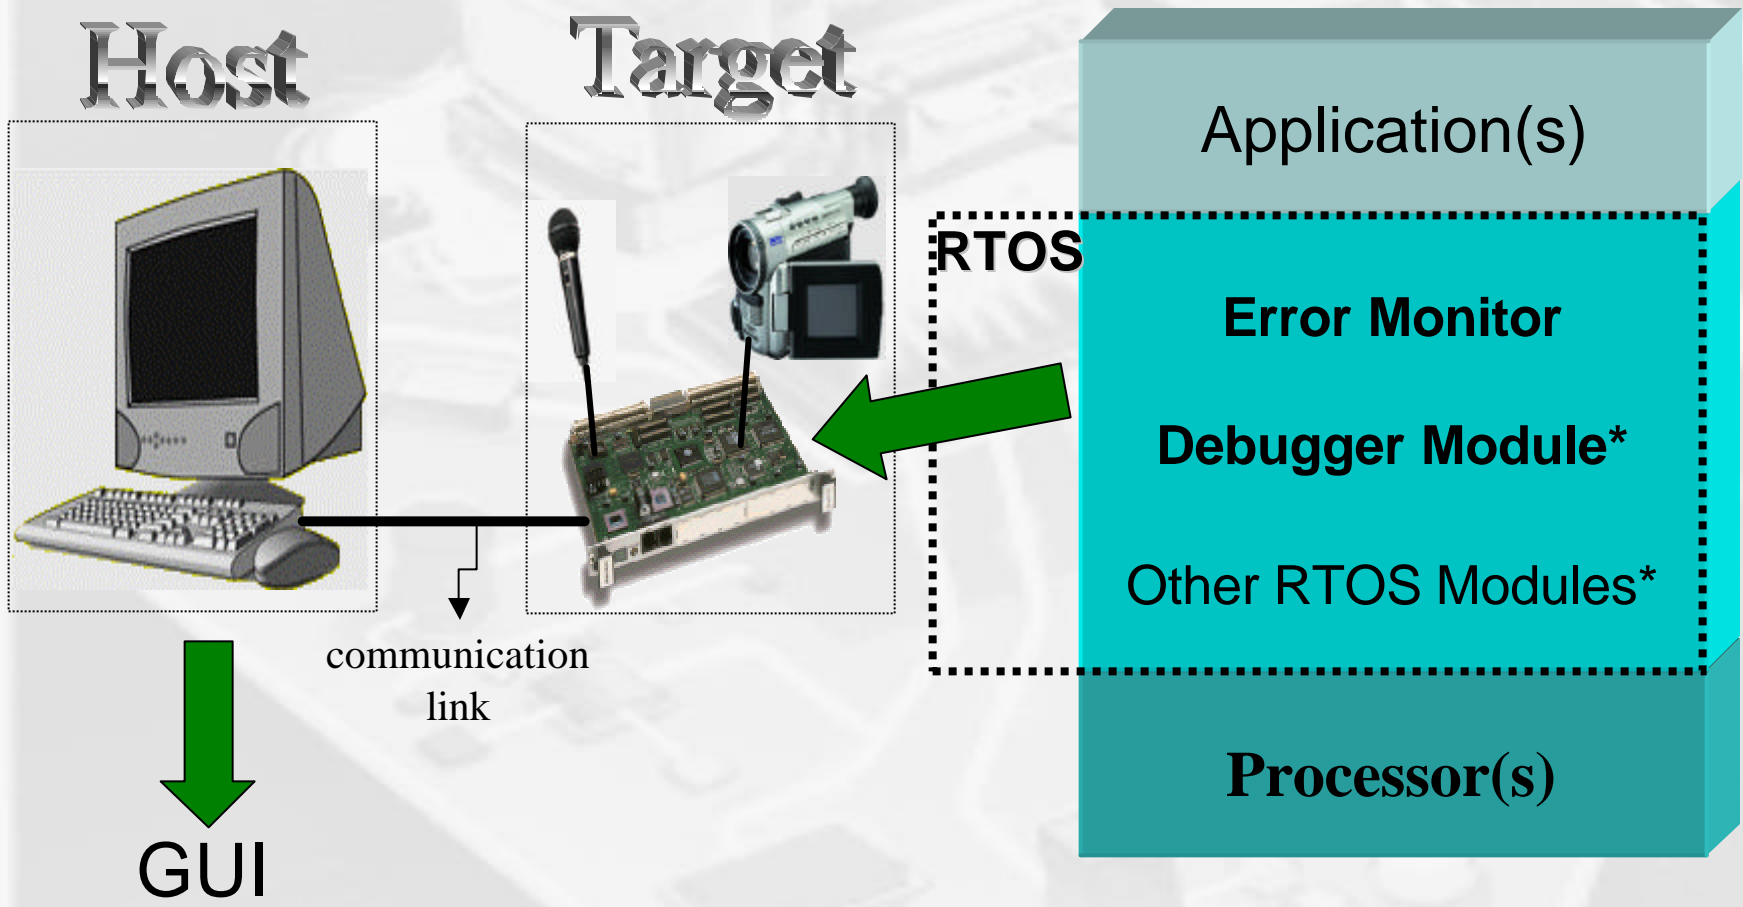 Host
Target
Application(s)
RTOS
Error Monitor
Debugger Module*
Other RTOS Modules*
Processor(s)
communication
link
GUI